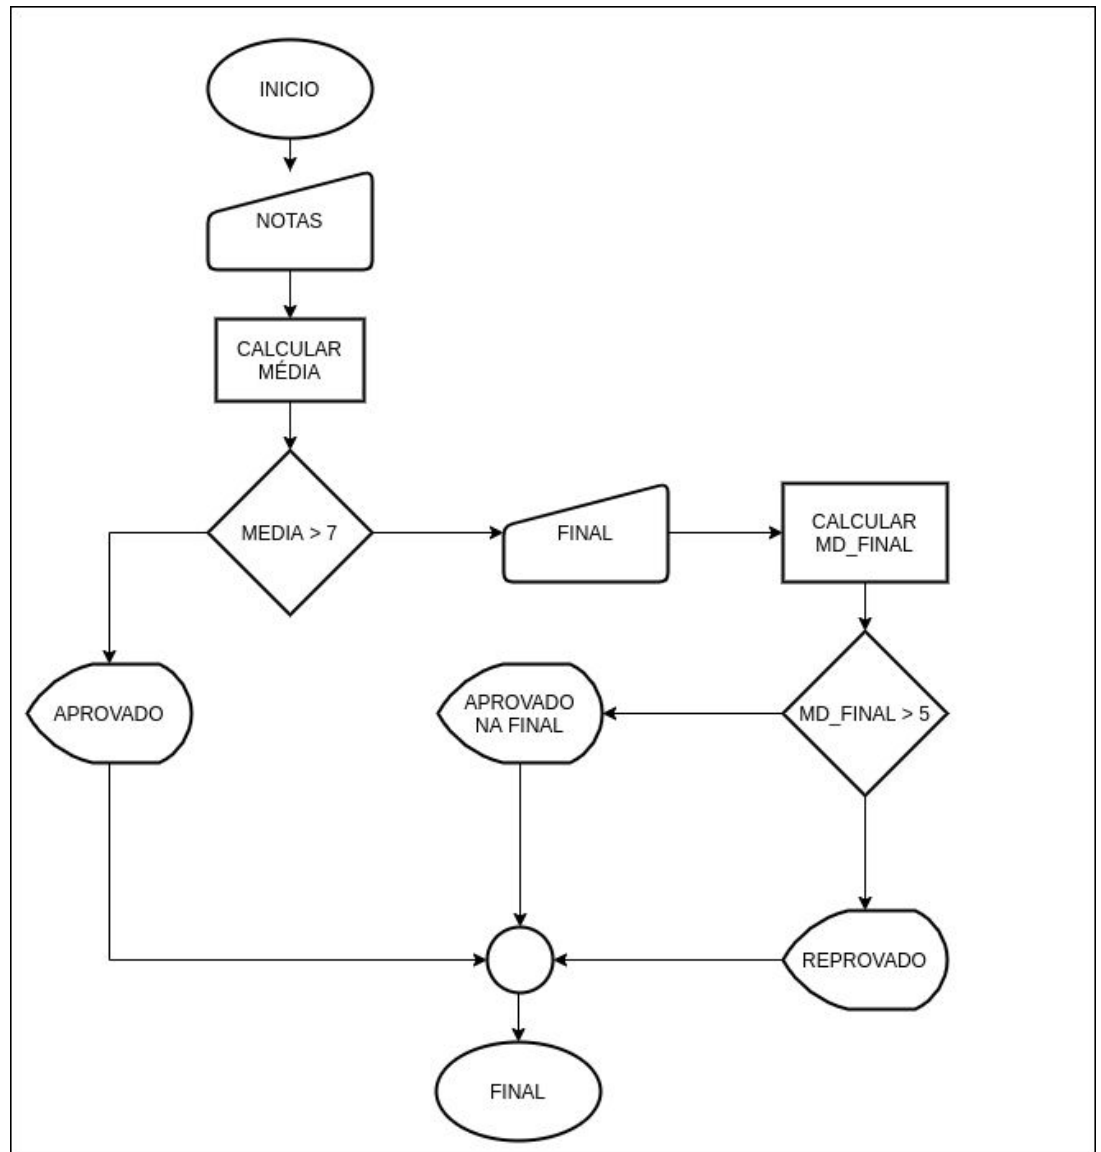 INICIO
NOTAS
CALCULAR
MÉDIA
MEDIA > 7
FINAL
CALCULAR
MD_FINAL
APROVADO
APROVADO
NA FINAL
MD_FINAL > 5
REPROVADO
FINAL